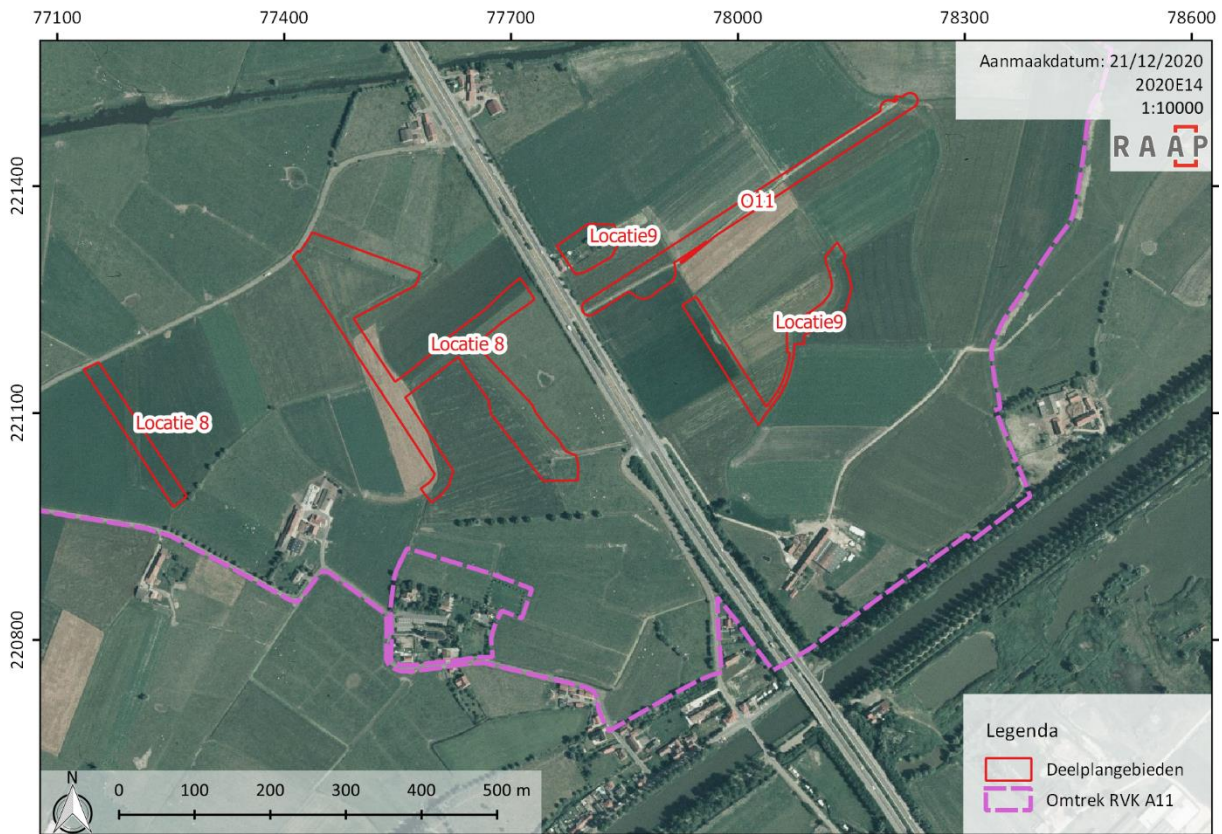 77100 77400 77700 78000 78300 78600
Aanmaakdatum: 21/12/2020
2020E14
1:10000
RAAP
221400
221100
220800
O11
Locatie9
Locatie9
Locatie 8
Locatie 8
N
0 100 200 300 400 500 m
Legenda
Deelplangebieden
Omtrek RVK A11